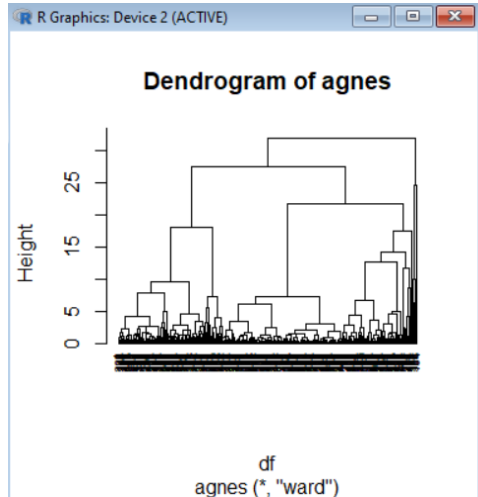 R Graphics: Device 2 (ACTIVE)
Dendrogram of agnes
Height
25
15
5
0
df
agnes (*, "ward")